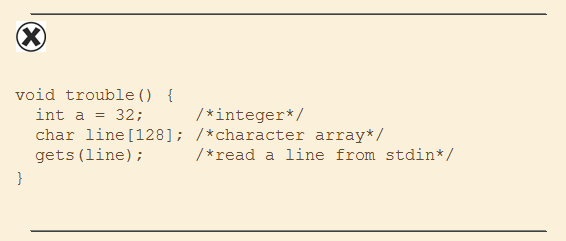 void trouble() {
  int a = 32;     /*integer*/
  char line[128]; /*character array*/
  gets(line);     /*read a line from stdin*/
}